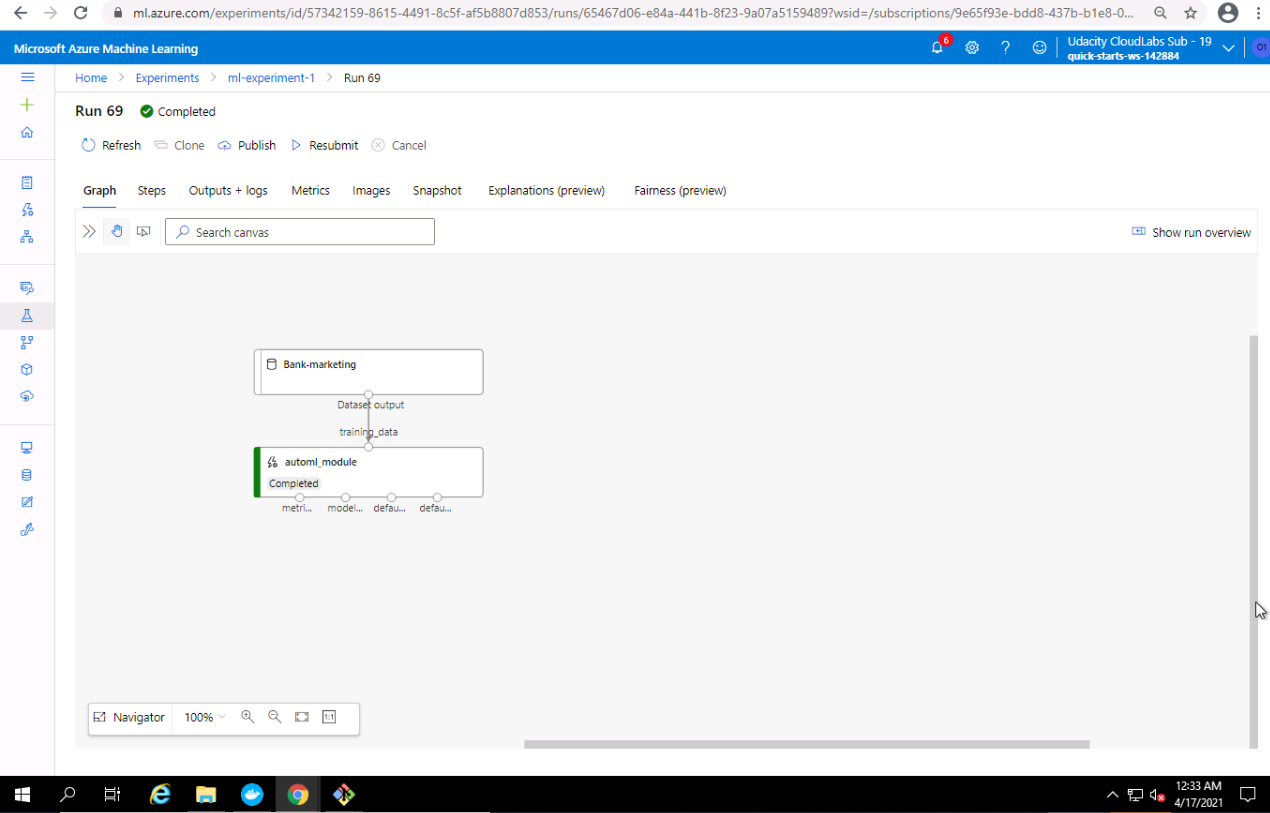 ml.azure.com/experiments/id/57342159-8615-4491-8c5f-af5b8807d853/runs/65467d06-e84a-441b-8f23-9a07a5159489?wsid=/subscriptions/9e65f93e-bdd8-437b-b1e8-0...
Microsoft Azure Machine Learning
6
?
Udacity CloudLabs Sub - 19
quick-starts-ws-142884
O1
Home > Experiments > ml-experiment-1 > Run 69
Run 69 Completed
Refresh Clone Publish Resubmit Cancel
Graph Steps Outputs + logs Metrics Images Snapshot Explanations (preview) Fairness (preview)
Search canvas
Show run overview
Bank-marketing
Dataset output
training_data
automl_module
Completed
metri... model... defau... defau...
Navigator 100% 1:1
12:33 AM
4/17/2021